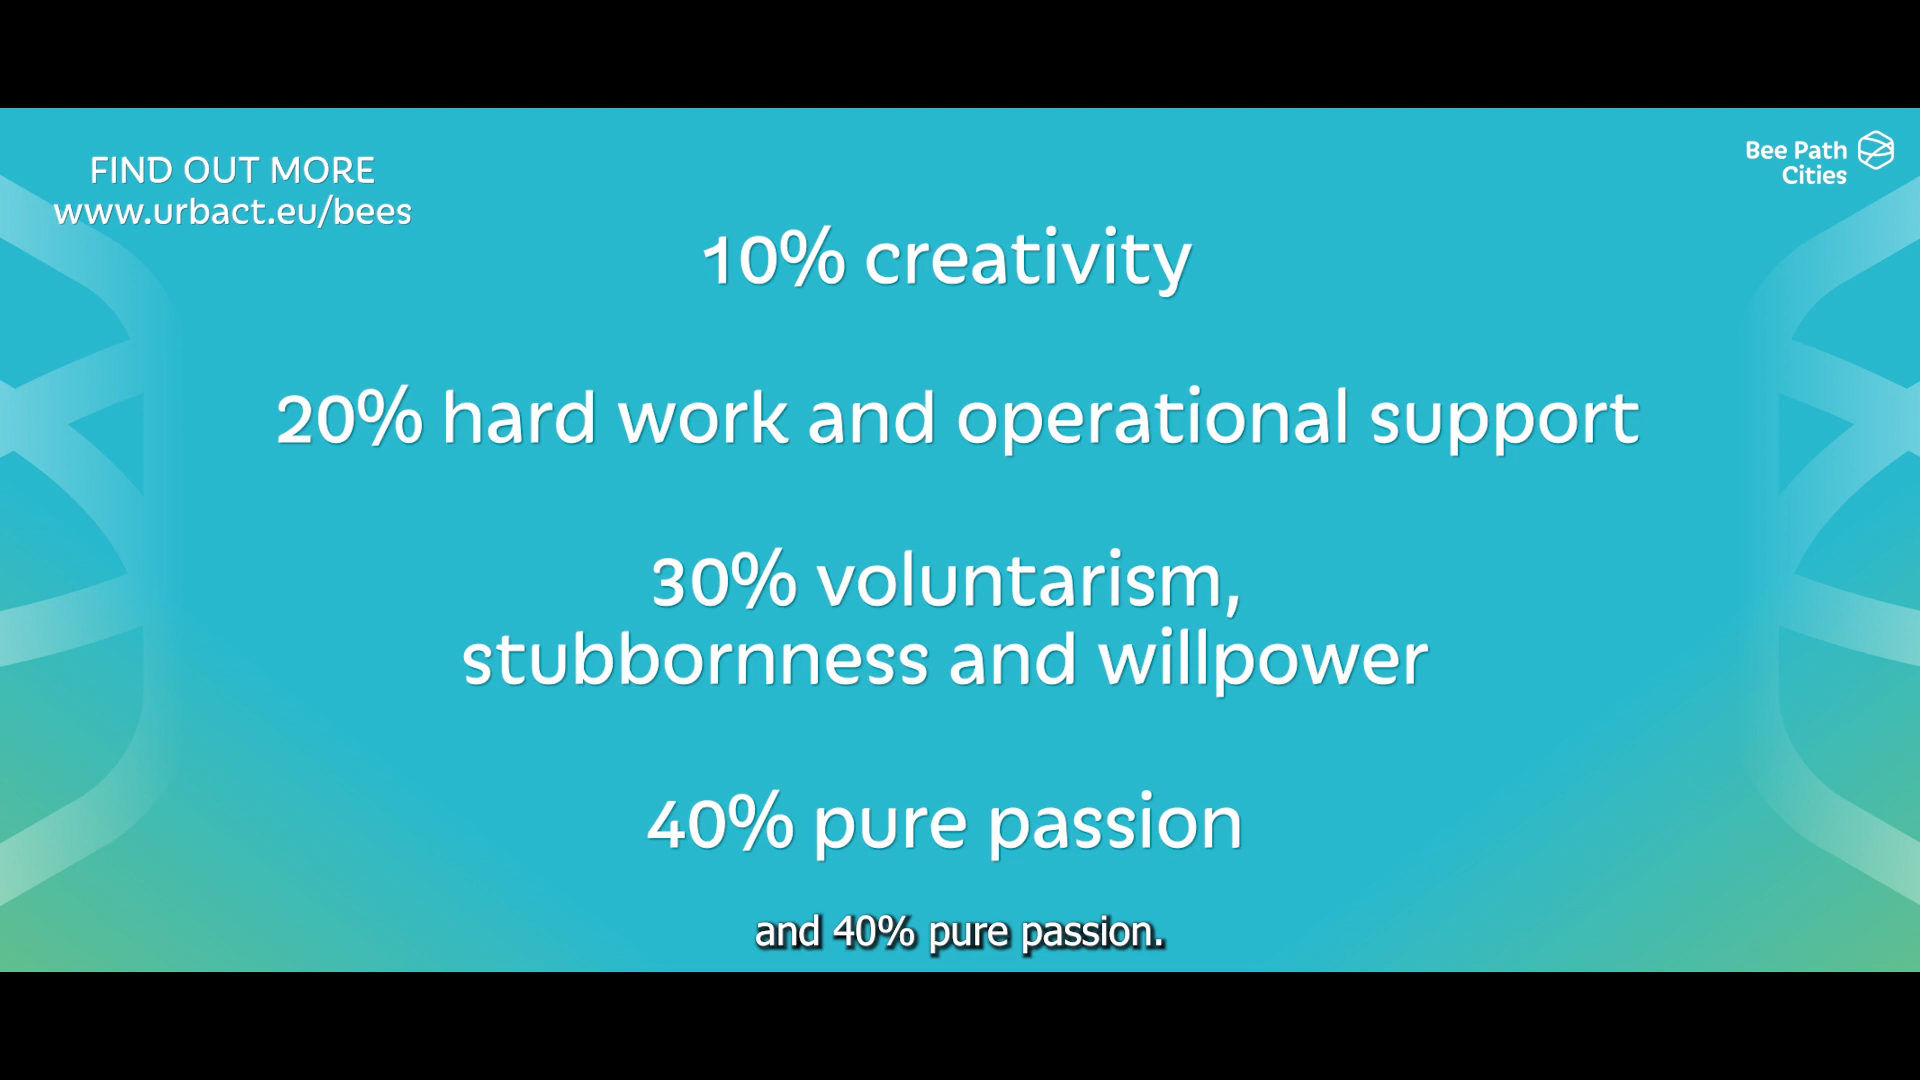 FIND OUT MORE
www.urbact.eu/bees
Bee Path
Cities
10% creativity
20% hard work and operational support
30% voluntarism,
stubbornness and willpower
40% pure passion
and 40% pure passion.